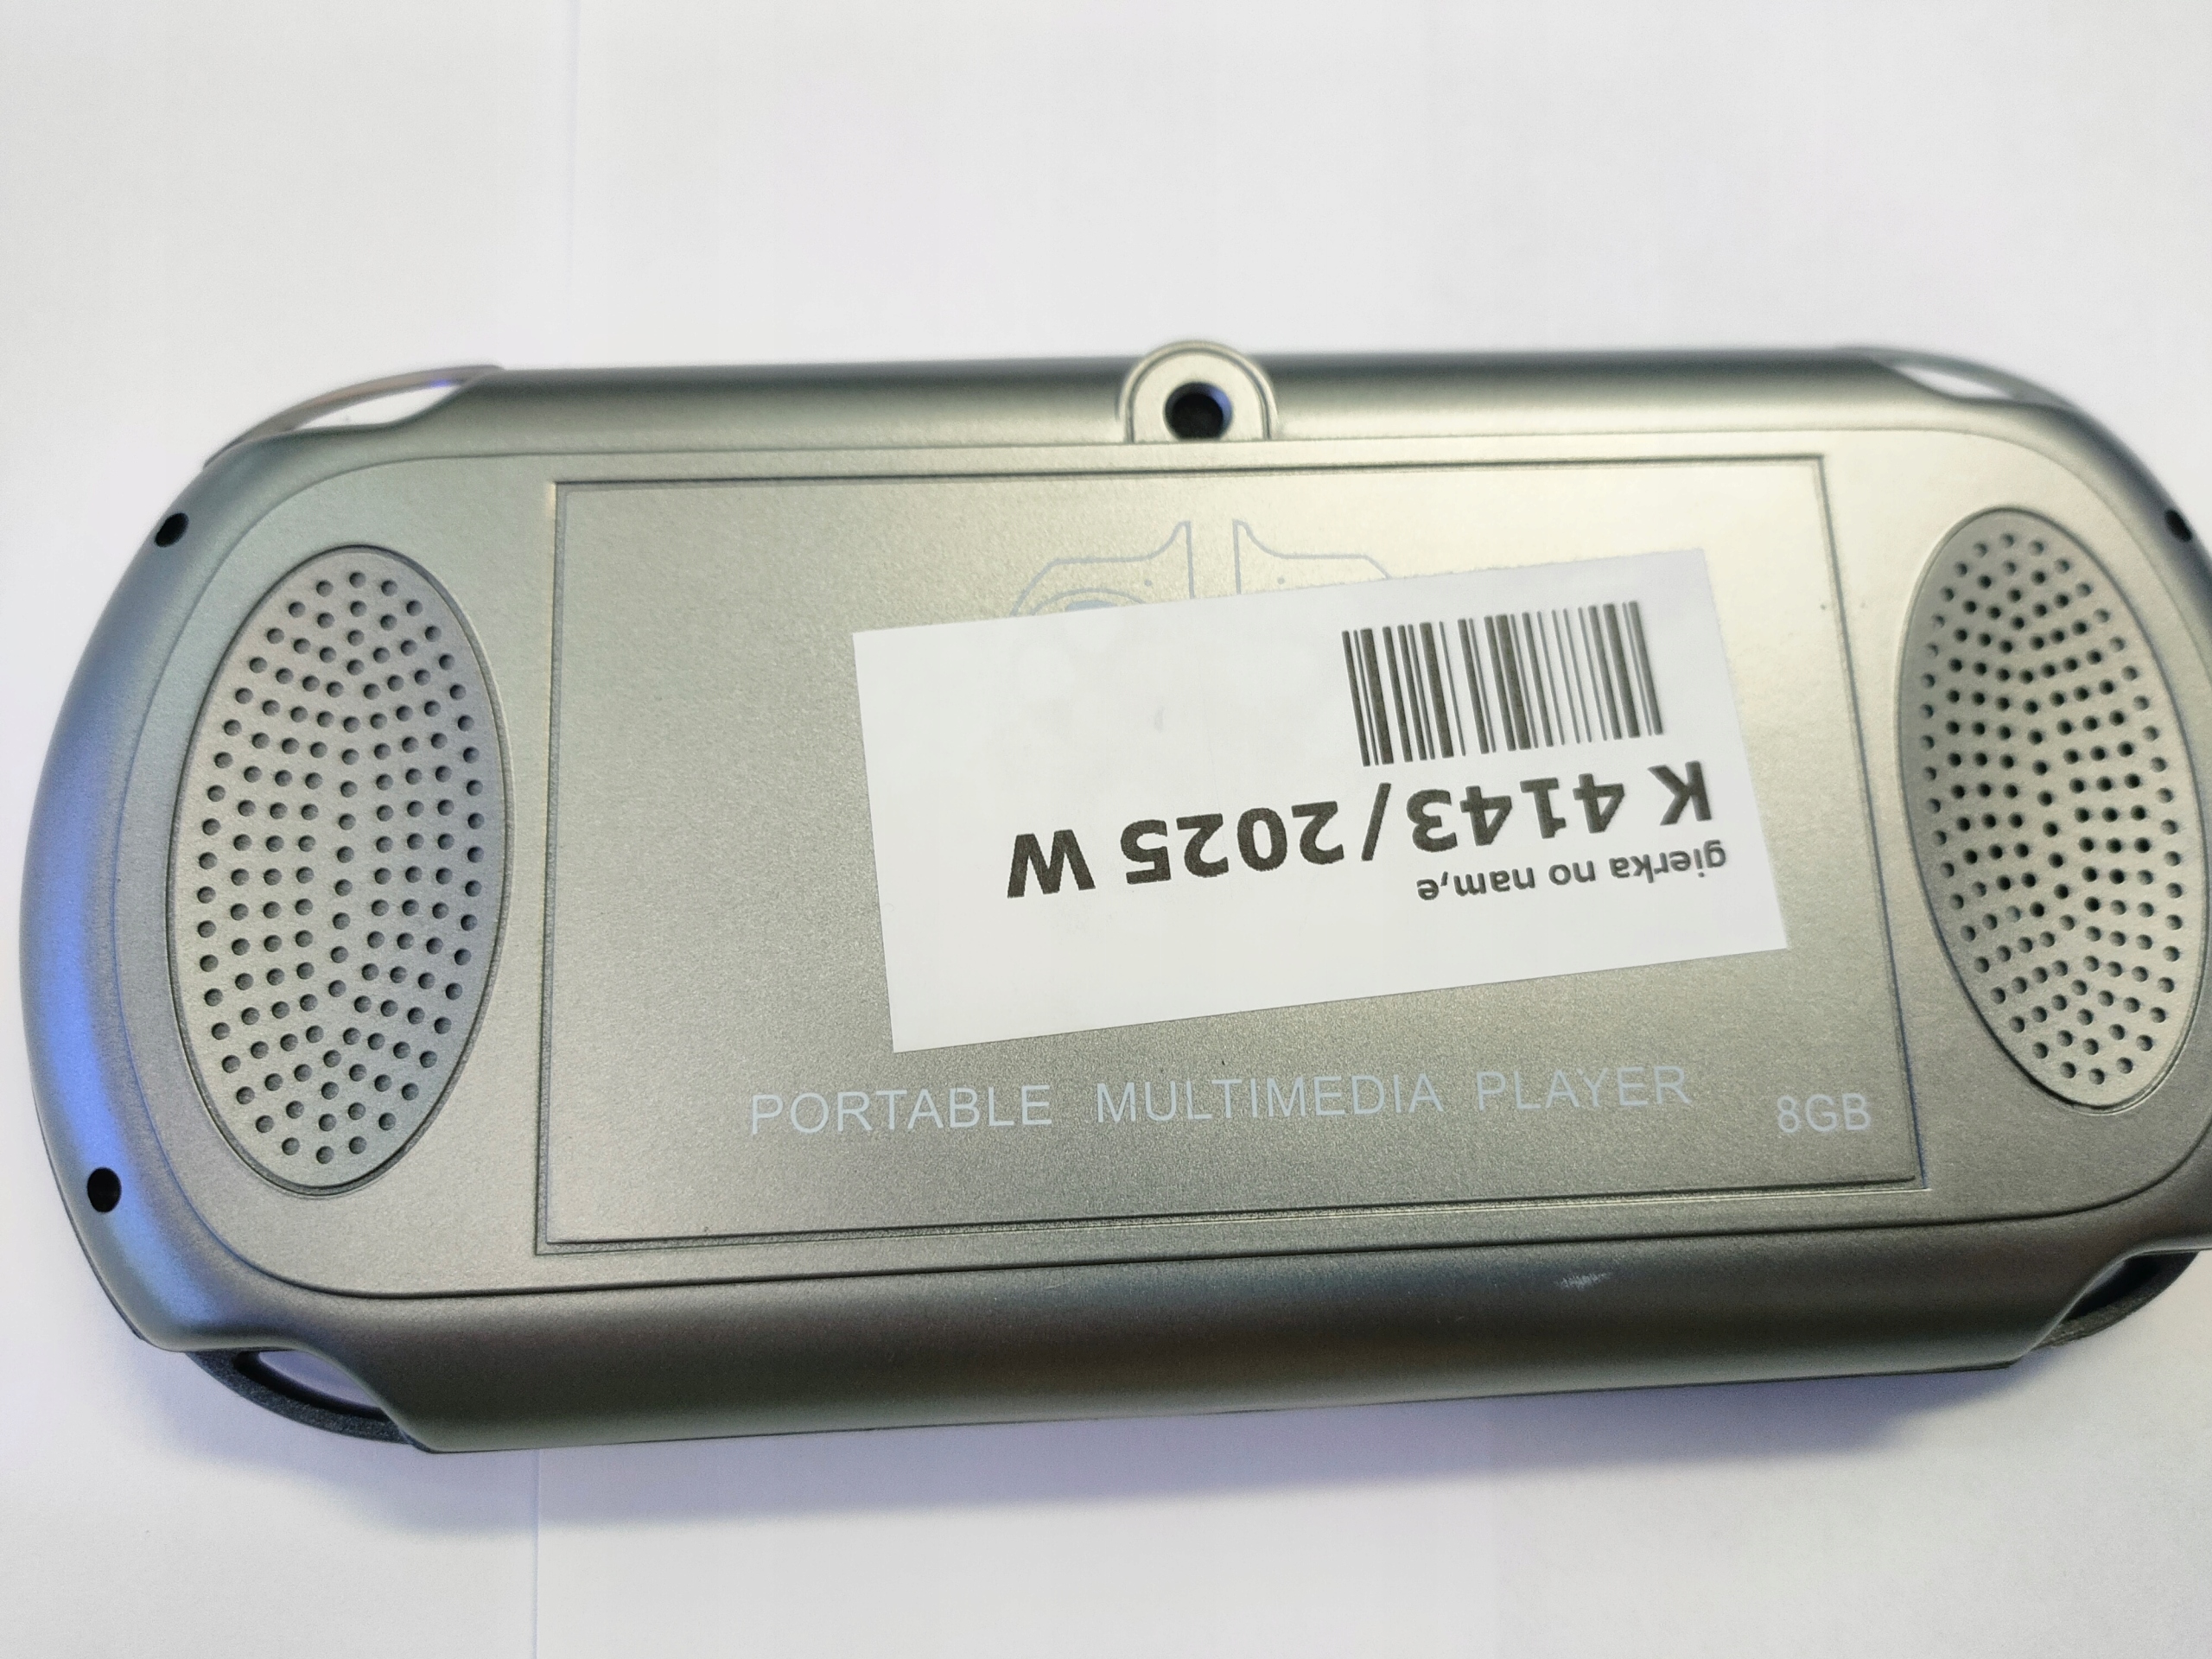 K 4143/2025 W
gierka no nam,e
PORTABLE MULTIMEDIA PLAYER
8GB